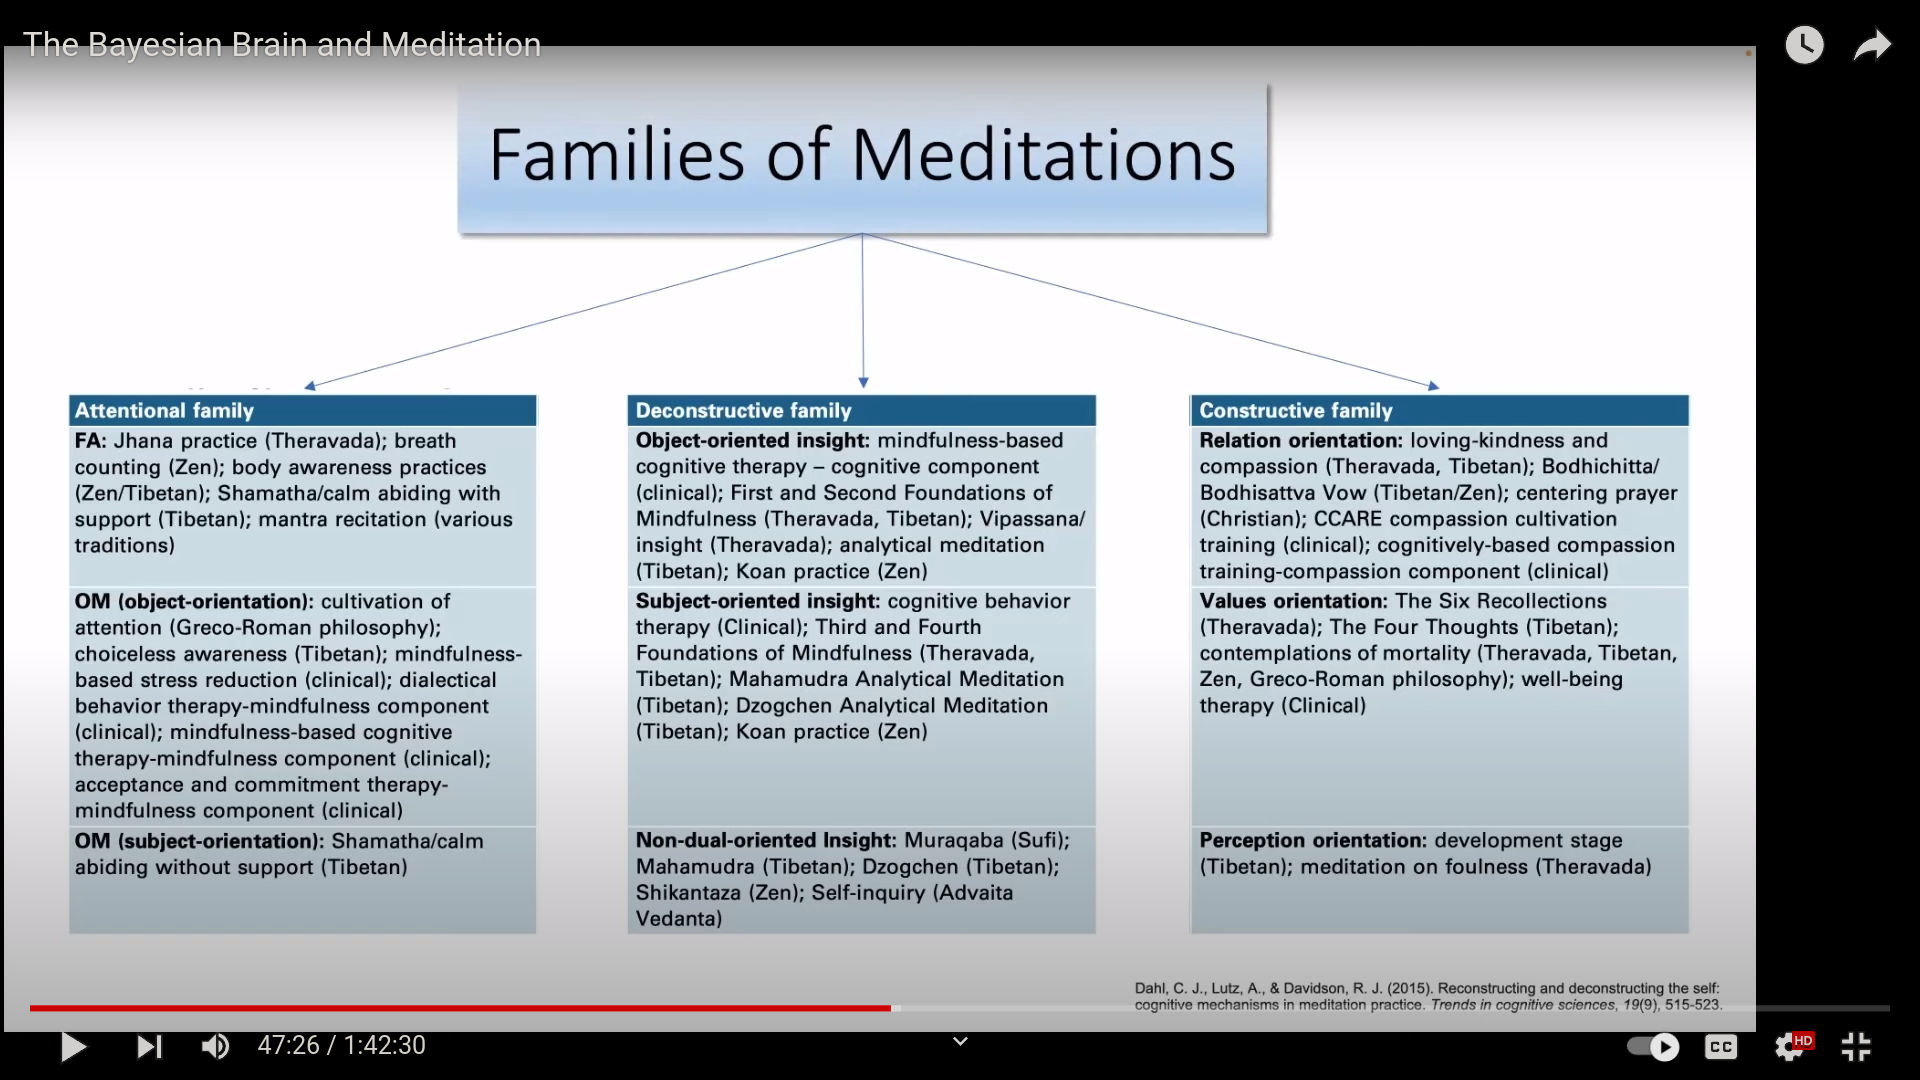 The Bayesian Brain and Meditation
Families of Meditations
Attentional family
FA: Jhana practice (Theravada); breath
counting (Zen); body awareness practices
(Zen/Tibetan); Shamatha/calm abiding with
support (Tibetan); mantra recitation (various
traditions)
OM (object-orientation): cultivation of
attention (Greco-Roman philosophy);
choiceless awareness (Tibetan); mindfulness-
based stress reduction (clinical); dialectical
behavior therapy-mindfulness component
(clinical); mindfulness-based cognitive
therapy-mindfulness component (clinical);
acceptance and commitment therapy-
mindfulness component (clinical)
OM (subject-orientation): Shamatha/calm
abiding without support (Tibetan)
Deconstructive family
Object-oriented insight: mindfulness-based
cognitive therapy – cognitive component
(clinical); First and Second Foundations of
Mindfulness (Theravada, Tibetan); Vipassana/
insight (Theravada); analytical meditation
(Tibetan); Koan practice (Zen)
Subject-oriented insight: cognitive behavior
therapy (Clinical); Third and Fourth
Foundations of Mindfulness (Theravada,
Tibetan); Mahamudra Analytical Meditation
(Tibetan); Dzogchen Analytical Meditation
(Tibetan); Koan practice (Zen)
Non-dual-oriented Insight: Muraqaba (Sufi);
Mahamudra (Tibetan); Dzogchen (Tibetan);
Shikantaza (Zen); Self-inquiry (Advaita
Vedanta)
Constructive family
Relation orientation: loving-kindness and
compassion (Theravada, Tibetan); Bodhichitta/
Bodhisattva Vow (Tibetan/Zen); centering prayer
(Christian); CCARE compassion cultivation
training (clinical); cognitively-based compassion
training-compassion component (clinical)
Values orientation: The Six Recollections
(Theravada); The Four Thoughts (Tibetan);
contemplations of mortality (Theravada, Tibetan,
Zen, Greco-Roman philosophy); well-being
therapy (Clinical)
Perception orientation: development stage
(Tibetan); meditation on foulness (Theravada)
Dahl, C. J., Lutz, A., & Davidson, R. J. (2015). Reconstructing and deconstructing the self:
cognitive mechanisms in meditation practice. Trends in cognitive sciences, 19(9), 515-523.
47:26 / 1:42:30
CC
HD